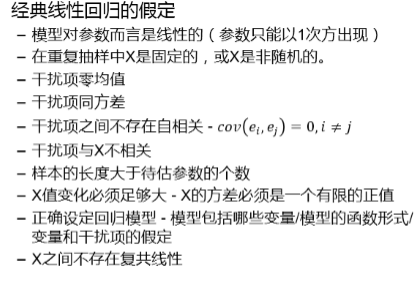 经典线性回归的假定
– 模型对参数而言是线性的（参数只能以1次方出现）
– 在重复抽样中X是固定的，或X是非随机的。
– 干扰项零均值
– 干扰项同方差
– 干扰项之间不存在自相关 - cov(eᵢ,eⱼ) = 0, i ≠ j
– 干扰项与X不相关
– 样本的长度大于待估参数的个数
– X值变化必须足够大 - X的方差必须是一个有限的正值
– 正确设定回归模型 - 模型包括哪些变量/模型的函数形式/
变量和干扰项的假定
– X之间不存在复共线性